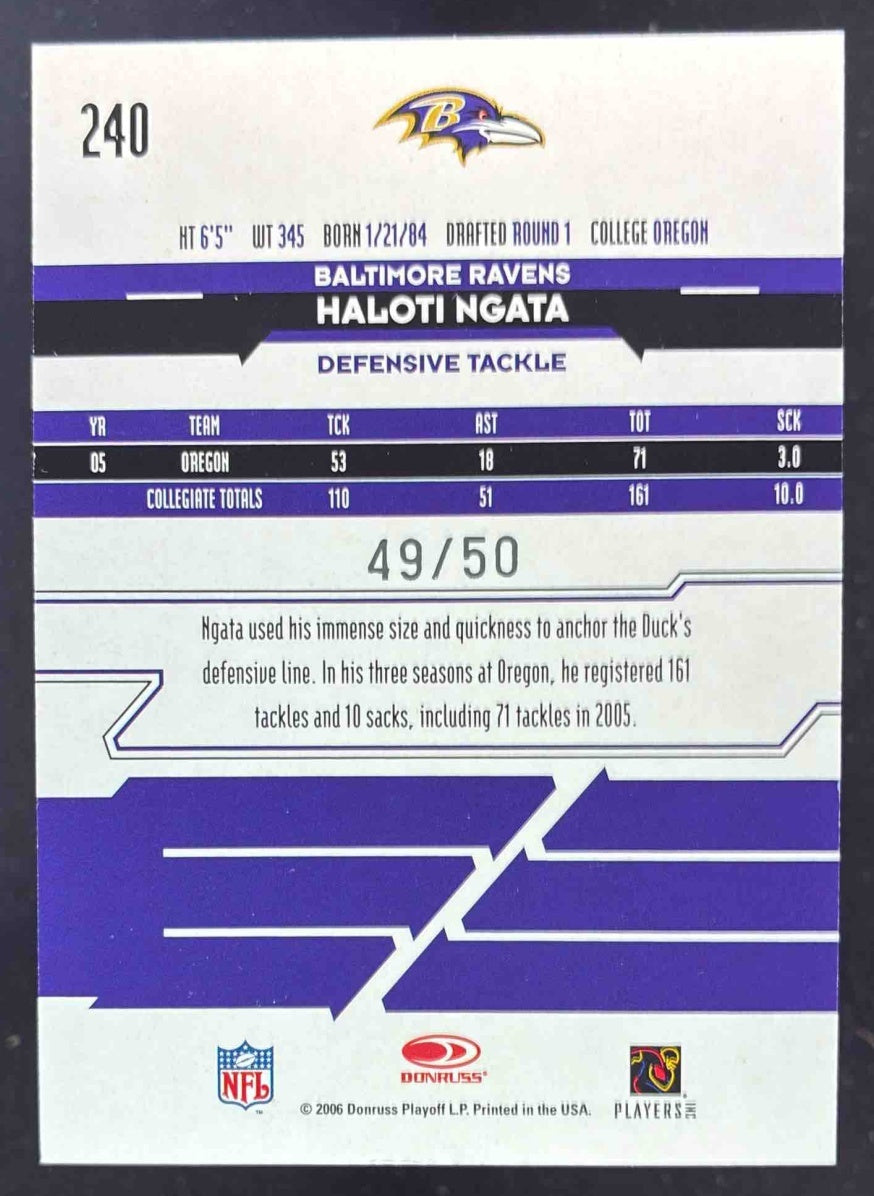 240
B
HT 6'5" WT 345 BORN 1/21/84 DRAFTED ROUND 1 COLLEGE OREGON
BALTIMORE RAVENS
HALOTI NGATA
DEFENSIVE TACKLE
YR TEAM TCK AST TOT SCK
05 OREGON 53 18 71 3.0
COLLEGIATE TOTALS 110 51 161 10.0
49/50
Ngata used his immense size and quickness to anchor the Duck's
defensive line. In his three seasons at Oregon, he registered 161
tackles and 10 sacks, including 71 tackles in 2005.
NFL
DONRUSS
© 2006 Donruss Playoff L.P. Printed in the USA.
PLAYERS INC